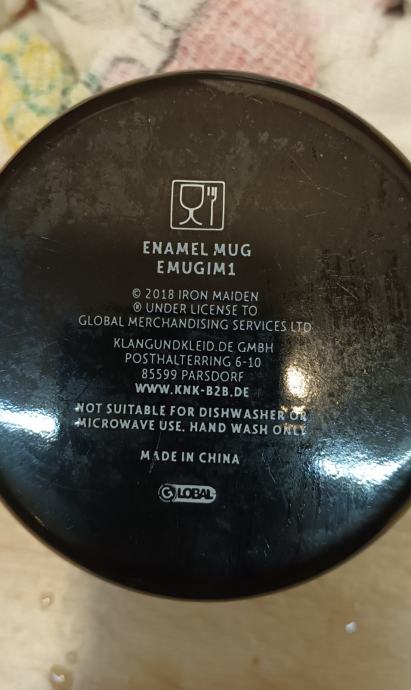 ENAMEL MUG
EMUGIM1
© 2018 IRON MAIDEN
® UNDER LICENSE TO
GLOBAL MERCHANDISING SERVICES LTD
KLANGUNDKLEID.DE GMBH
POSTHALTERRING 6-10
85599 PARSDORF
WWW.KNK-B2B.DE
NOT SUITABLE FOR DISHWASHER OR
MICROWAVE USE. HAND WASH ONLY
MADE IN CHINA
GLOBAL